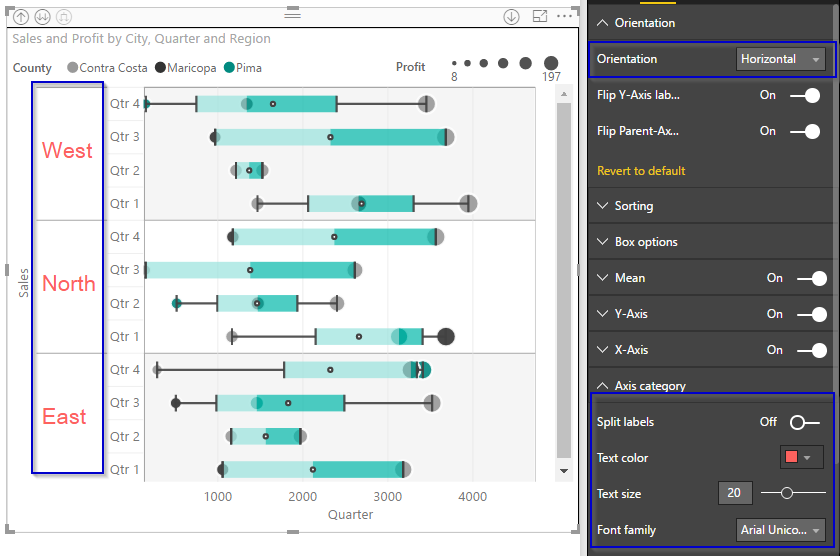 Sales and Profit by City, Quarter and Region
County Contra Costa Maricopa Pima Profit 8 197
Sales
West
Qtr 4
Qtr 3
Qtr 2
Qtr 1
North
Qtr 4
Qtr 3
Qtr 2
Qtr 1
East
Qtr 4
Qtr 3
Qtr 2
Qtr 1
1000 2000 3000 4000
Quarter
Orientation
Orientation Horizontal
Flip Y-Axis lab... On
Flip Parent-Ax... On
Revert to default
Sorting
Box options
Mean On
Y-Axis On
X-Axis On
Axis category
Split labels Off
Text color
Text size 20
Font family Arial Unico...